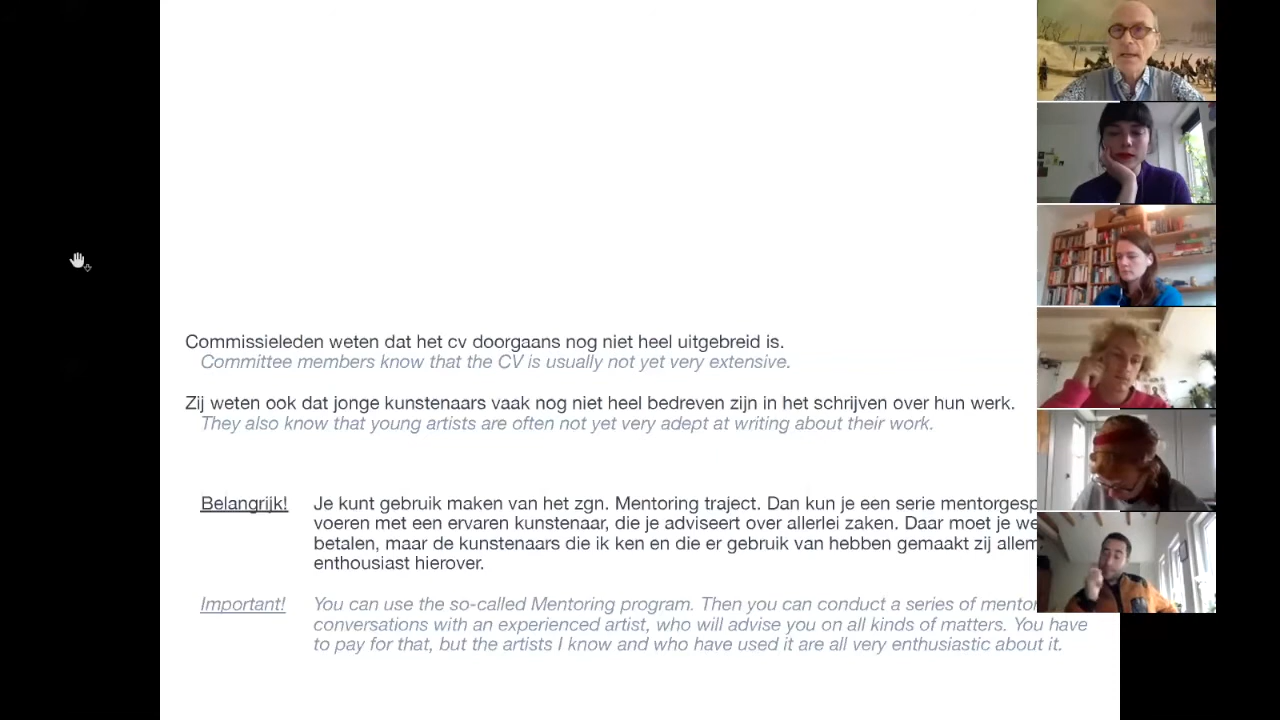 Commissieleden weten dat het cv doorgaans nog niet heel uitgebreid is.
Committee members know that the CV is usually not yet very extensive.
Zij weten ook dat jonge kunstenaars vaak nog niet heel bedreven zijn in het schrijven over hun werk.
They also know that young artists are often not yet very adept at writing about their work.
Belangrijk! Je kunt gebruik maken van het zgn. Mentoring traject. Dan kun je een serie mentorgesp
voeren met een ervaren kunstenaar, die je adviseert over allerlei zaken. Daar moet je we
betalen, maar de kunstenaars die ik ken en die er gebruik van hebben gemaakt zij allem
enthousiast hierover.
Important! You can use the so-called Mentoring program. Then you can conduct a series of mentor
conversations with an experienced artist, who will advise you on all kinds of matters. You have
to pay for that, but the artists I know and who have used it are all very enthusiastic about it.